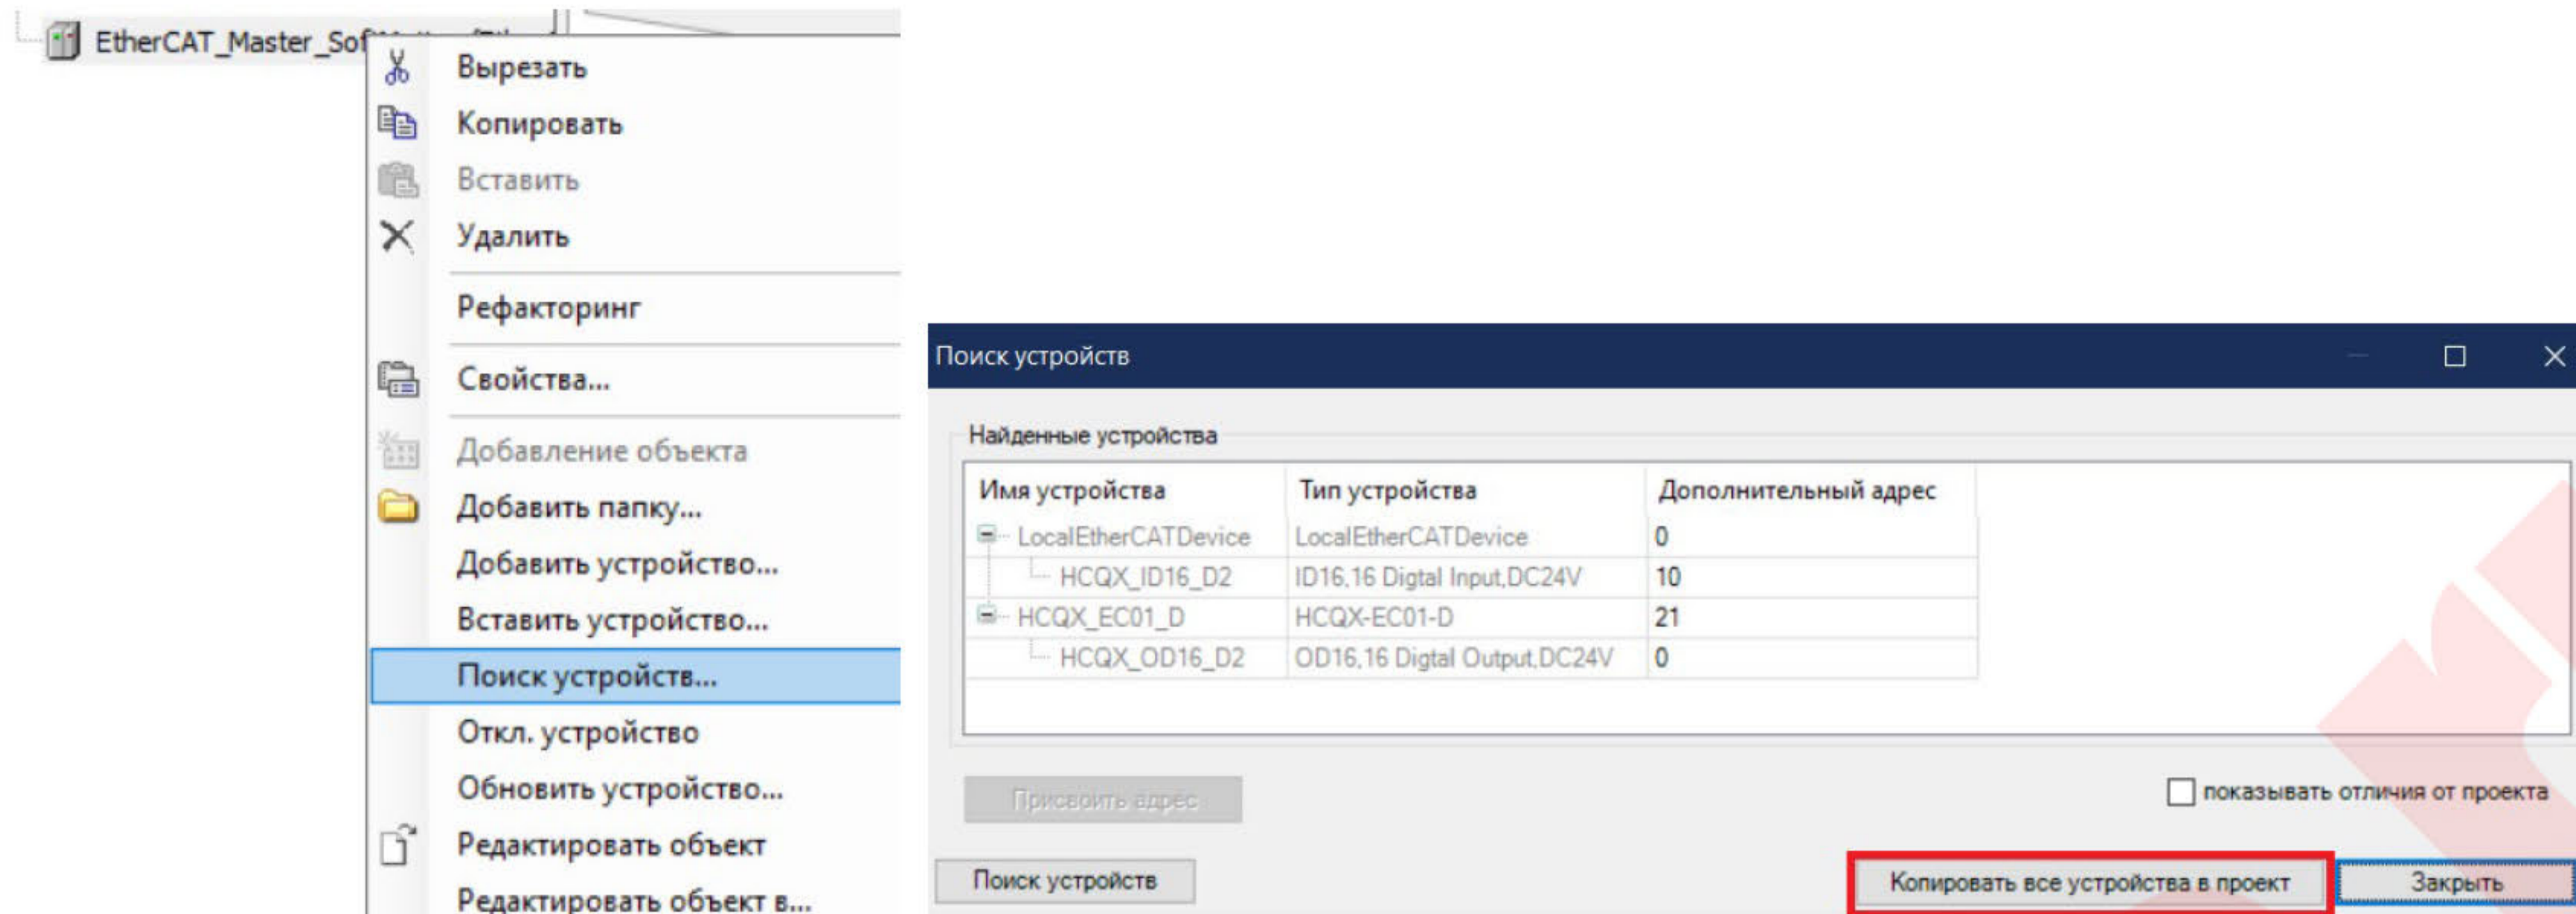 EtherCAT_Master_Sof
Вырезать
Копировать
Вставить
Удалить
Рефакторинг
Свойства...
Добавление объекта
Добавить папку...
Добавить устройство...
Вставить устройство...
Поиск устройств...
Откл. устройство
Обновить устройство...
Редактировать объект
Редактировать объект в...
Поиск устройств
Найденные устройства
Имя устройства Тип устройства Дополнительный адрес
LocalEtherCATDevice LocalEtherCATDevice 0
HCQX_ID16_D2 ID16,16 Digtal Input,DC24V 10
HCQX_EC01_D HCQX-EC01-D 21
HCQX_OD16_D2 OD16,16 Digtal Output,DC24V 0
Присвоить адрес
показывать отличия от проекта
Поиск устройств
Копировать все устройства в проект
Закрыть